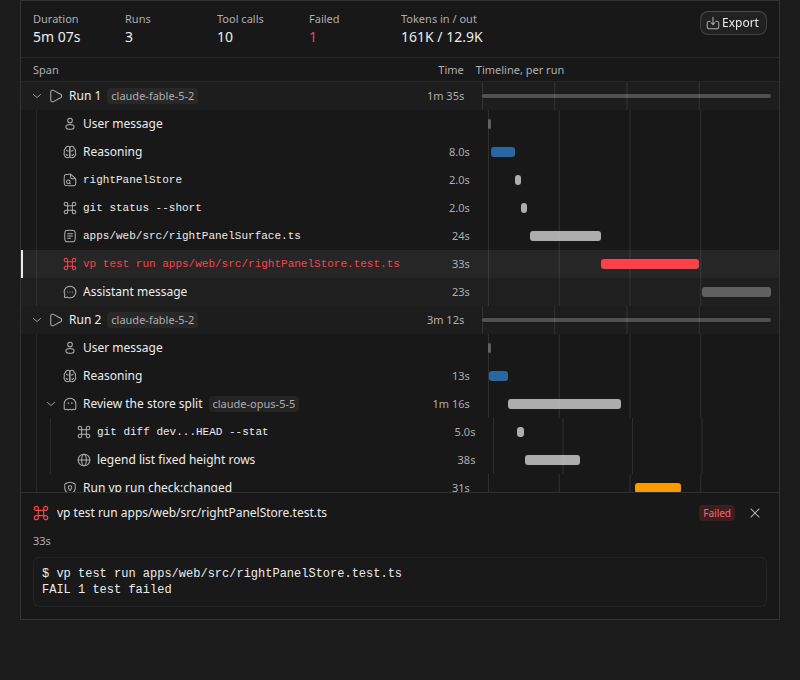 Duration Runs Tool calls Failed Tokens in / out
5m 07s 3 10 1 161K / 12.9K
Export
Span Time Timeline, per run
Run 1 claude-fable-5-2 1m 35s
User message
Reasoning 8.0s
rightPanelStore 2.0s
git status --short 2.0s
apps/web/src/rightPanelSurface.ts 24s
vp test run apps/web/src/rightPanelStore.test.ts 33s
Assistant message 23s
Run 2 claude-fable-5-2 3m 12s
User message
Reasoning 13s
Review the store split claude-opus-5-5 1m 16s
git diff dev...HEAD --stat 5.0s
legend list fixed height rows 38s
Run vp run check:changed 31s
vp test run apps/web/src/rightPanelStore.test.ts Failed
33s
$ vp test run apps/web/src/rightPanelStore.test.ts
FAIL 1 test failed